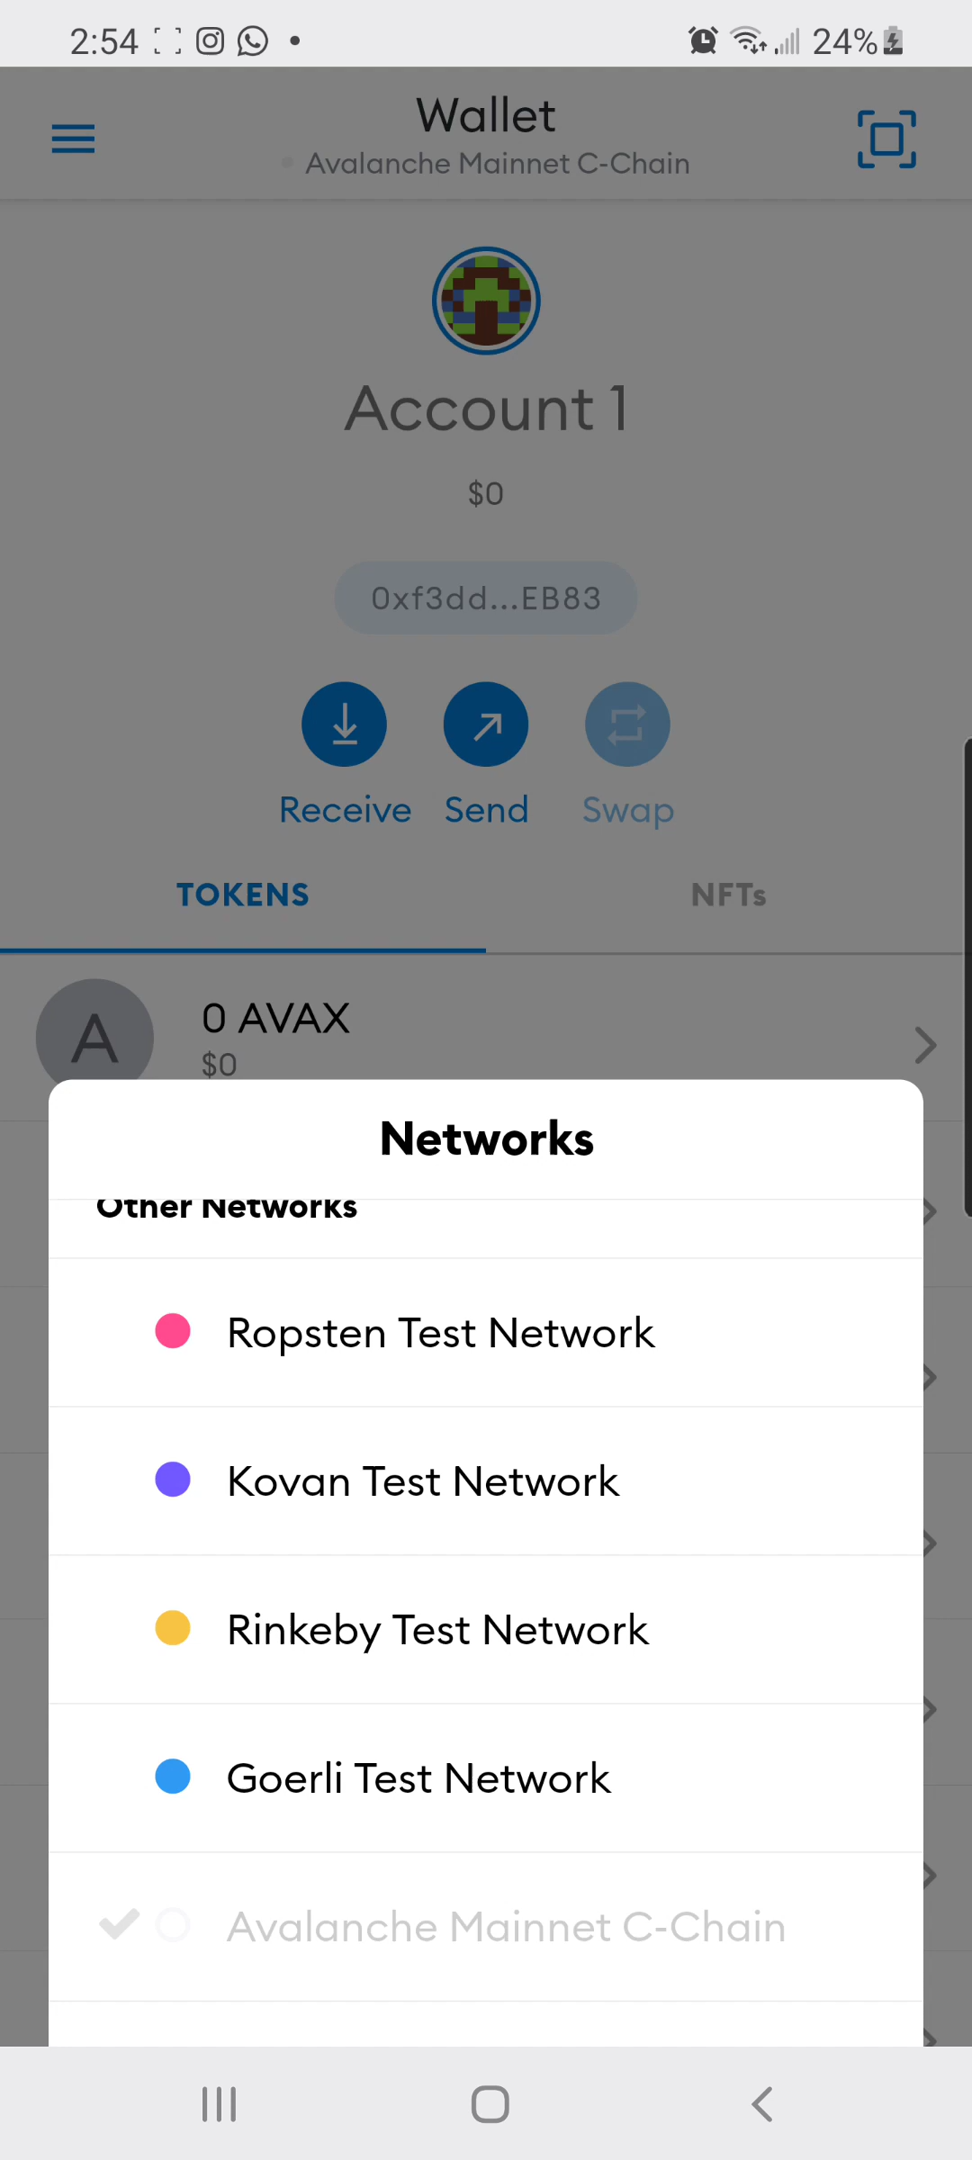 2:54
24%
Wallet
Avalanche Mainnet C-Chain
Account 1
$0
0xf3dd...EB83
Receive Send Swap
TOKENS NFTs
A
0 AVAX
$0
Networks
Other Networks
Ropsten Test Network
Kovan Test Network
Rinkeby Test Network
Goerli Test Network
Avalanche Mainnet C-Chain